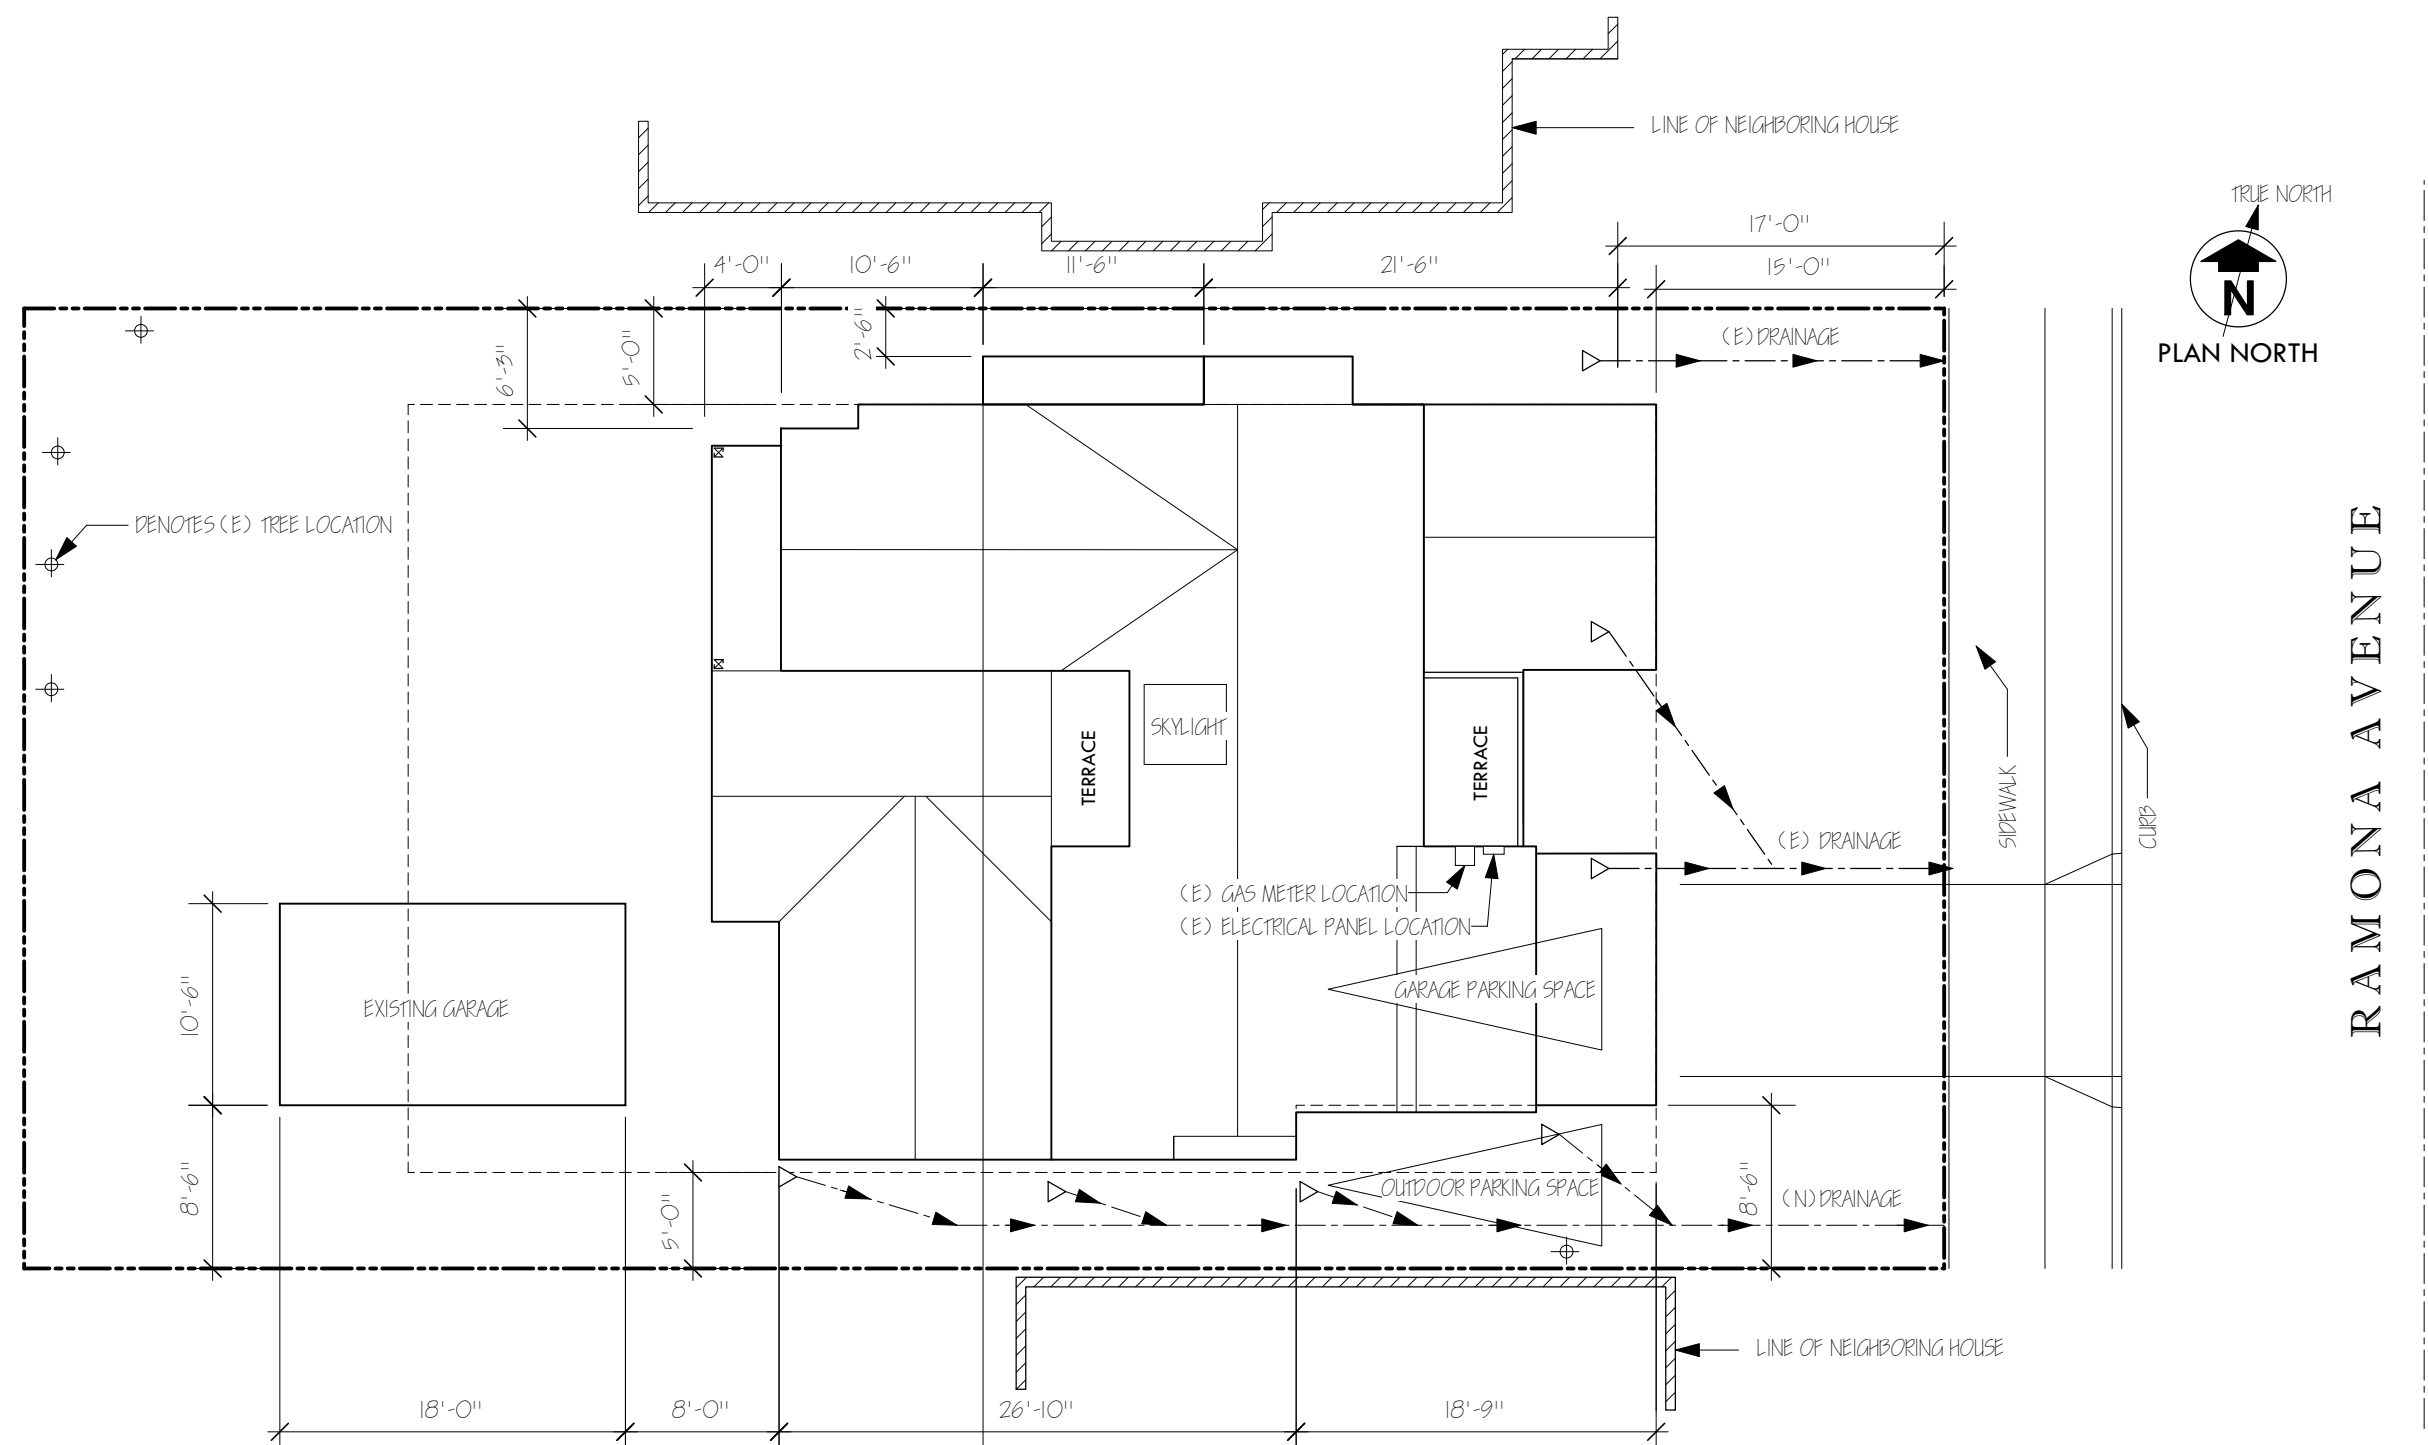 LINE OF NEIGHBORING HOUSE
TRUE NORTH
N
PLAN NORTH
17'-0"
15'-0"
4'-0"
10'-6"
11'-6"
21'-6"
6'-3"
5'-0"
2'-6"
(E) DRAINAGE
DENOTES (E) TREE LOCATION
SKYLIGHT
TERRACE
TERRACE
SIDEWALK
CURB
RAMONA AVENUE
(E) DRAINAGE
(E) GAS METER LOCATION
(E) ELECTRICAL PANEL LOCATION
GARAGE PARKING SPACE
EXISTING GARAGE
10'-6"
8'-6"
5'-0"
OUTDOOR PARKING SPACE
8'-6"
(N) DRAINAGE
LINE OF NEIGHBORING HOUSE
18'-0"
8'-0"
26'-10"
18'-9"